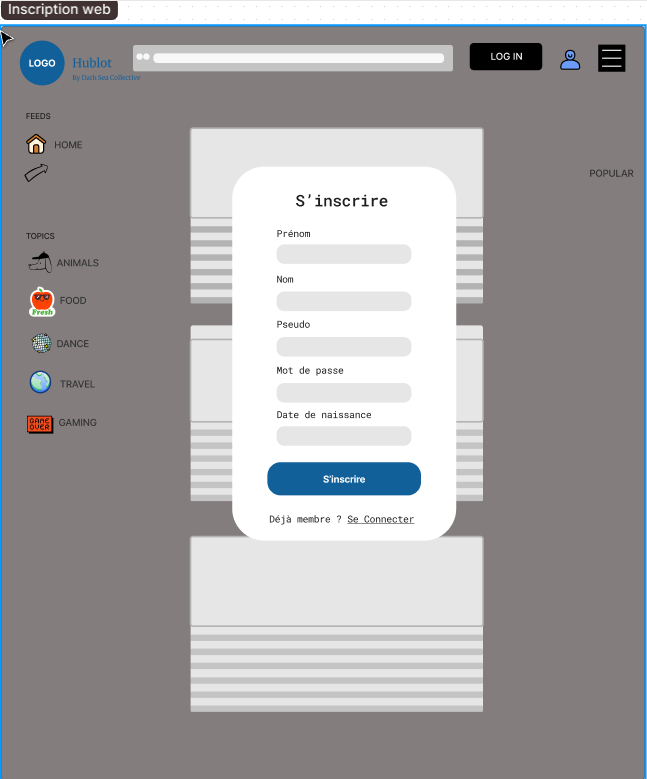 Inscription web
LOGO
Hublot
by Dark Sea Collective
LOG IN
FEEDS
HOME
POPULAR
TOPICS
ANIMALS
FOOD
Fresh
DANCE
TRAVEL
GAME
OVER
GAMING
S'inscrire
Prénom
Nom
Pseudo
Mot de passe
Date de naissance
S'inscrire
Déjà membre ? Se Connecter